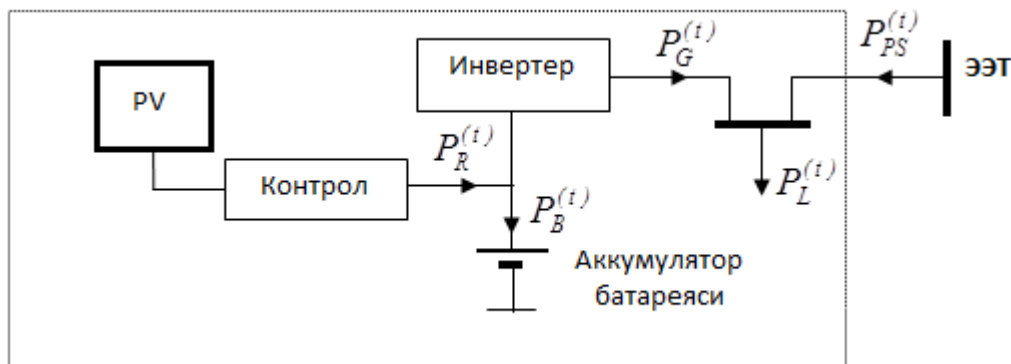 PV
Контрол
Инвертер
P_R^(t)
P_B^(t)
Аккумулятор
батареяси
P_G^(t)
P_L^(t)
P_PS^(t)
ЭЭТ